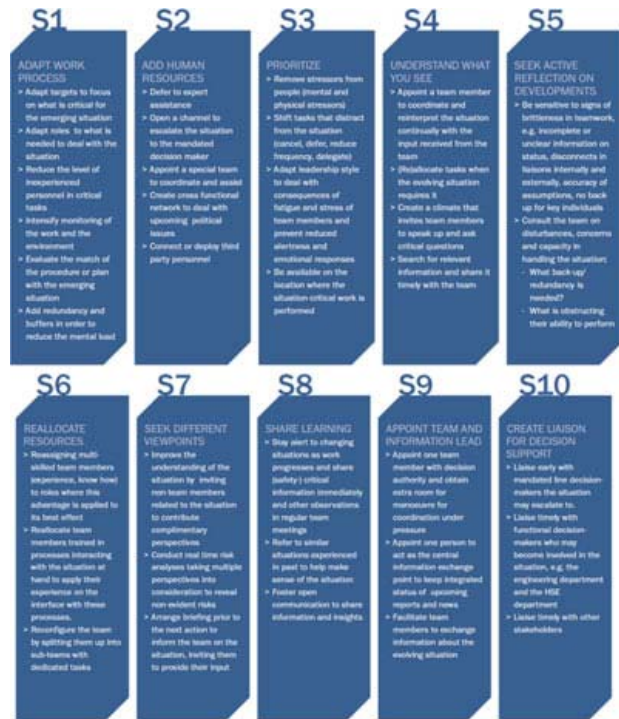 S1
ADAPT WORK
PROCESS
> Adapt targets to focus
on what is critical for
the emerging situation
> Adapt roles to what is
needed to deal with the
situation
> Reduce the level of
inexperienced
personnel in critical
tasks
> Intensify monitoring of
the work and the
environment
> Evaluate the match of
the procedure or plan
with the emerging
situation
> Add redundancy and
buffers in order to
reduce the mental load
S2
ADD HUMAN
RESOURCES
> Defer to expert
assistance
> Open a channel to
escalate the situation
to the mandated
decision maker
> Appoint a special team
to coordinate and assist
> Create cross functional
network to deal with
upcoming political
issues
> Connect or deploy third
party personnel
S3
PRIORITIZE
> Remove stressors from
people (mental and
physical stressors)
> Shift tasks that distract
from the situation
(cancel, defer, reduce
frequency, delegate)
> Adapt leadership style
to deal with
consequences of
fatigue and stress of
team members and
prevent reduced
alertness and
emotional responses
> Be available on the
location where the
situation critical work is
performed
S4
UNDERSTAND WHAT
YOU SEE
> Appoint a team member
to coordinate and
reinterpret the situation
continually with the
input received from the
team
> (Re)allocate tasks when
the evolving situation
requires it
> Create a climate that
invites team members
to speak up and ask
critical questions
> Search for relevant
information and share it
timely with the team
S5
SEEK ACTIVE
REFLECTION ON
DEVELOPMENTS
> Be sensitive to signs of
brittleness in teamwork,
e.g. incomplete or
unclear information on
status, disconnects in
liaisons internally and
externally, accuracy of
assumptions, no back
up for key individuals
> Consult the team on
disturbances, concerns
and capacity in
handling the situation;
- What back-up/
redundancy is
needed?
- What is obstructing
their ability to perform
S6
REALLOCATE
RESOURCES
> Reassigning multi-
skilled team members
(experience, know how)
to roles where this
advantage is applied to
its best effect
> Reallocate team
members trained in
processes interacting
with the situation at
hand to apply their
experience on the
interface with these
processes.
> Reconfigure the team
by splitting them up into
sub-teams with
dedicated tasks
S7
SEEK DIFFERENT
VIEWPOINTS
> Improve the
understanding of the
situation by inviting
non team members
related to the situation
to contribute
complimentary
perspectives
> Conduct real time risk
analyses taking multiple
perspectives into
consideration to reveal
non-evident risks
> Arrange briefing prior to
the next action to
inform the team on the
situation, inviting them
to provide their input
S8
SHARE LEARNING
> Stay alert to changing
situations as work
progresses and share
(safety-) critical
information immediately
and other observations
in regular team
meetings
> Refer to similar
situations experienced
in past to help make
sense of the situation
> Foster open
communication to share
information and insights
S9
APPOINT TEAM AND
INFORMATION LEAD
> Appoint one team
member with decision
authority and obtain
extra room for
manoeuvre for
coordination under
pressure
> Appoint one person to
act as the central
information exchange
point to keep integrated
status of upcoming
reports and news
> Facilitate team
members to exchange
information about the
evolving situation
S10
CREATE LIAISON
FOR DECISION
SUPPORT
> Liaise early with
mandated line decision-
makers the situation
may escalate to.
> Liaise timely with
functional decision-
makers who may
become involved in the
situation, e.g. the
engineering department
and the HSE
department
> Liaise timely with other
stakeholders